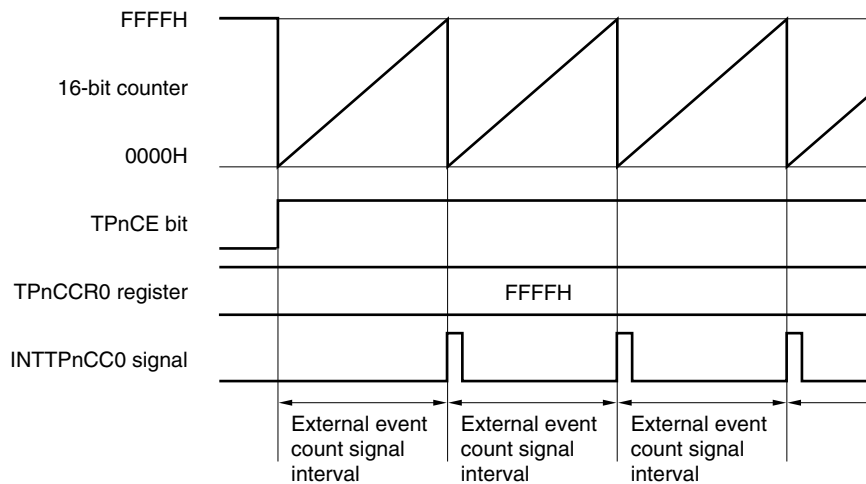 FFFFH
16-bit counter
0000H
TPnCE bit
TPnCCR0 register
FFFFH
INTTPnCC0 signal
External event
count signal
interval
External event
count signal
interval
External event
count signal
interval